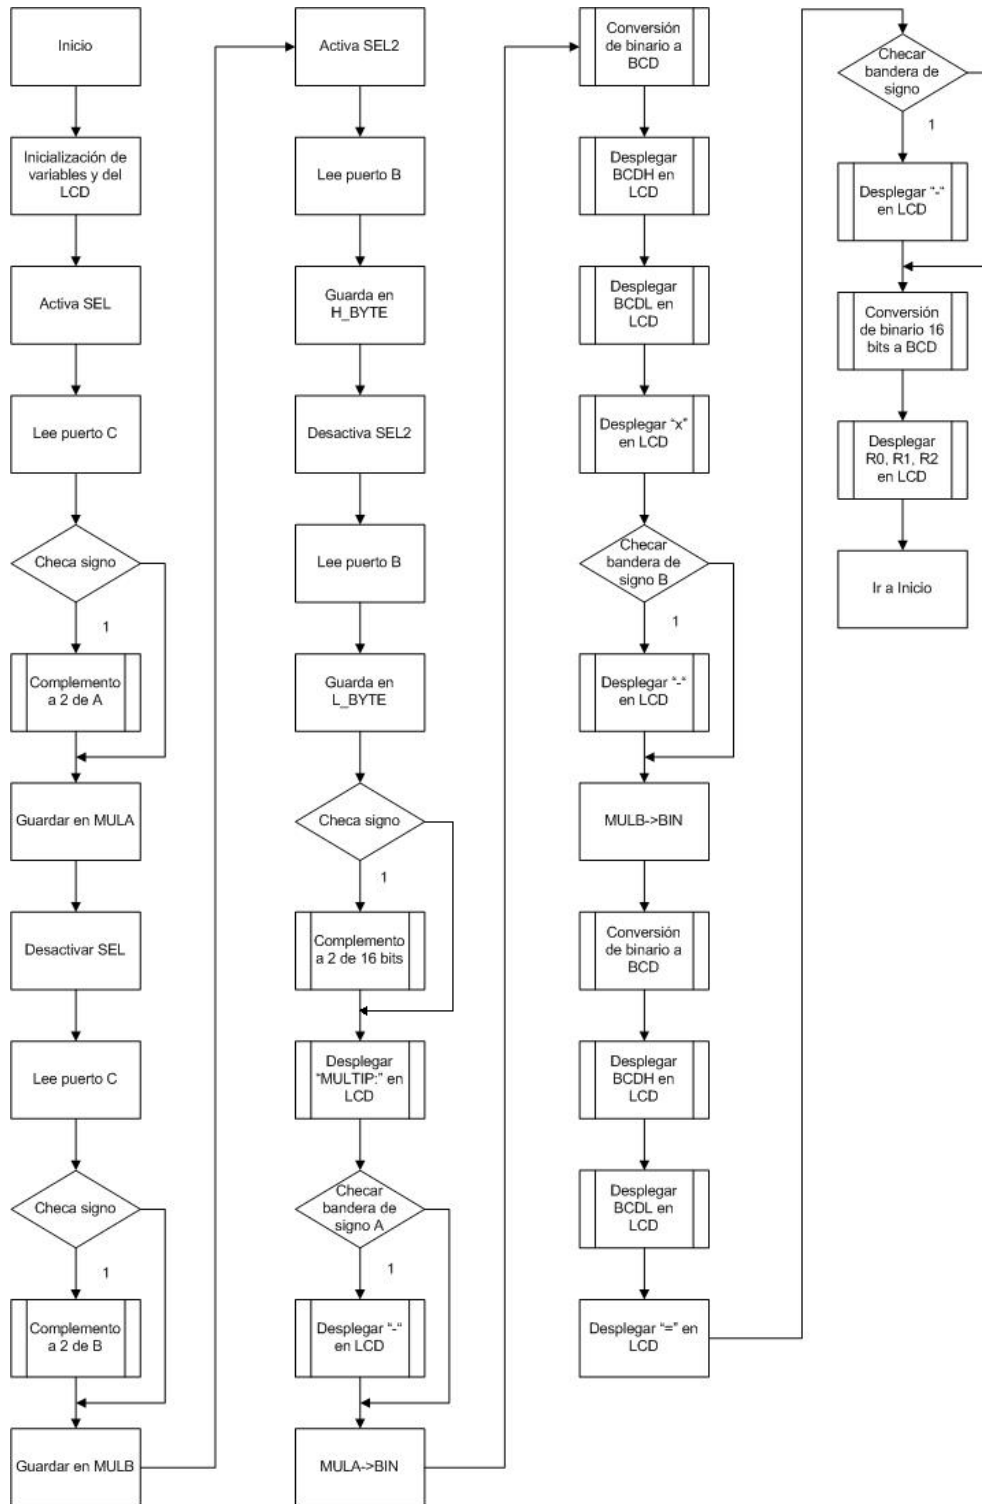 Inicio
Inicialización de
variables y del
LCD
Activa SEL
Lee puerto C
Checa signo
1
Complemento
a 2 de A
Guardar en MULA
Desactivar SEL
Lee puerto C
Checa signo
1
Complemento
a 2 de B
Guardar en MULB
Activa SEL2
Lee puerto B
Guarda en
H_BYTE
Desactiva SEL2
Lee puerto B
Guarda en
L_BYTE
Checa signo
1
Complemento
a 2 de 16 bits
Desplegar
“MULTIP:” en
LCD
Checar
bandera de
signo A
1
Desplegar “-“
en LCD
MULA->BIN
Conversión
de binario a
BCD
Desplegar
BCDH en
LCD
Desplegar
BCDL en
LCD
Desplegar “x”
en LCD
Checar
bandera de
signo B
1
Desplegar “-“
en LCD
MULB->BIN
Conversión
de binario a
BCD
Desplegar
BCDH en
LCD
Desplegar
BCDL en
LCD
Desplegar “=” en
LCD
Checar
bandera de
signo
1
Desplegar “-“
en LCD
Conversión
de binario 16
bits a BCD
Desplegar
R0, R1, R2
en LCD
Ir a Inicio